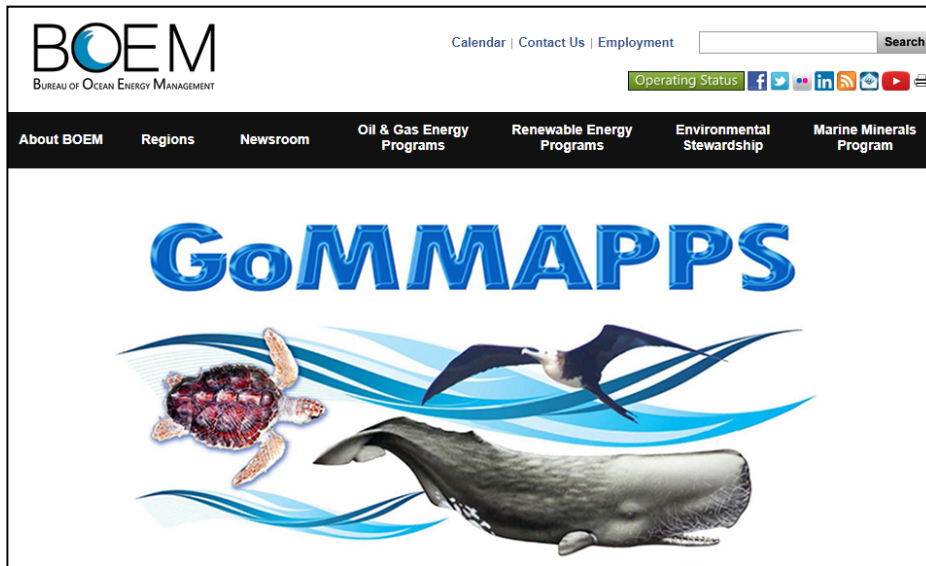 BOEM
BUREAU OF OCEAN ENERGY MANAGEMENT
Calendar | Contact Us | Employment
Search
Operating Status
About BOEM
Regions
Newsroom
Oil & Gas Energy
Programs
Renewable Energy
Programs
Environmental
Stewardship
Marine Minerals
Program
GoMMAPPS